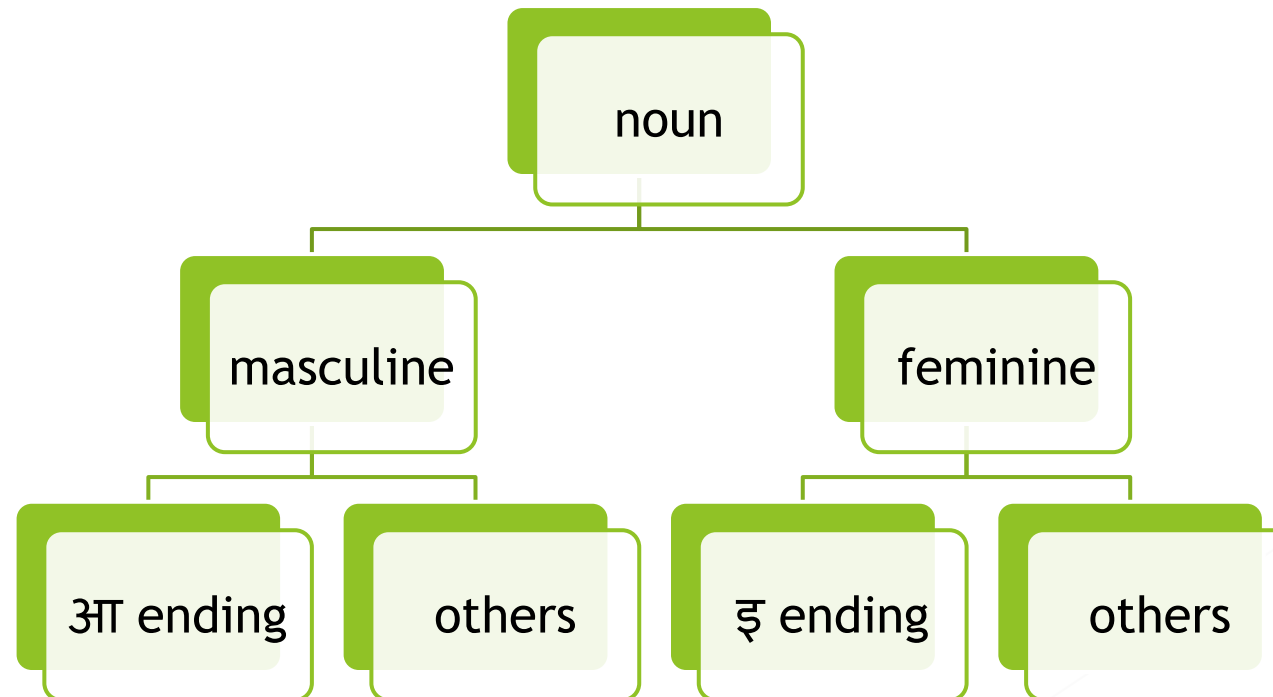 noun
masculine
feminine
आ ending
others
इ ending
others